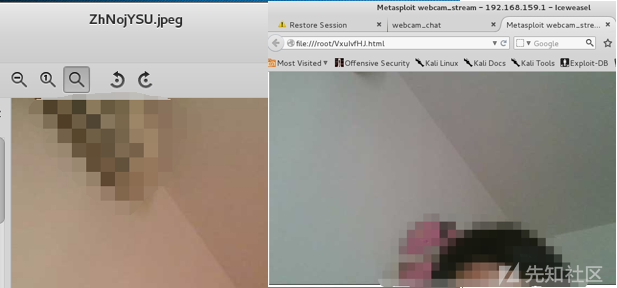 ZhNojYSU.jpeg
Metasploit webcam_stream – 192.168.159.1 – Iceweasel
Restore Session
webcam_chat
Metasploit webcam_stre...
file:///root/VxulvfHJ.html
Google
Most Visited
Offensive Security
Kali Linux
Kali Docs
Kali Tools
Exploit-DB
先知社区